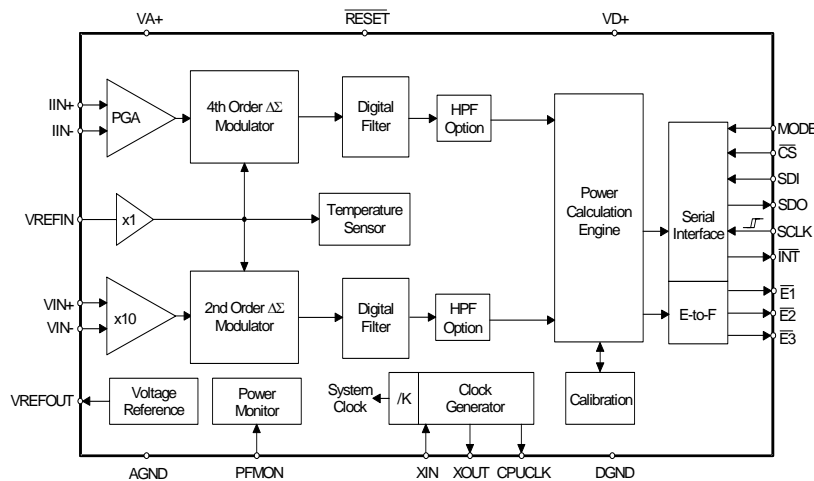 VA+
RESET
VD+
IIN+
IIN-
PGA
4th Order ΔΣ
Modulator
Digital
Filter
HPF
Option
Power
Calculation
Engine
Serial
Interface
MODE
CS
SDI
SDO
SCLK
INT
VREFIN
x1
Temperature
Sensor
VIN+
VIN-
x10
2nd Order ΔΣ
Modulator
Digital
Filter
HPF
Option
E-to-F
E1
E2
E3
VREFOUT
Voltage
Reference
Power
Monitor
System
Clock
/K
Clock
Generator
Calibration
AGND
PFMON
XIN
XOUT
CPUCLK
DGND